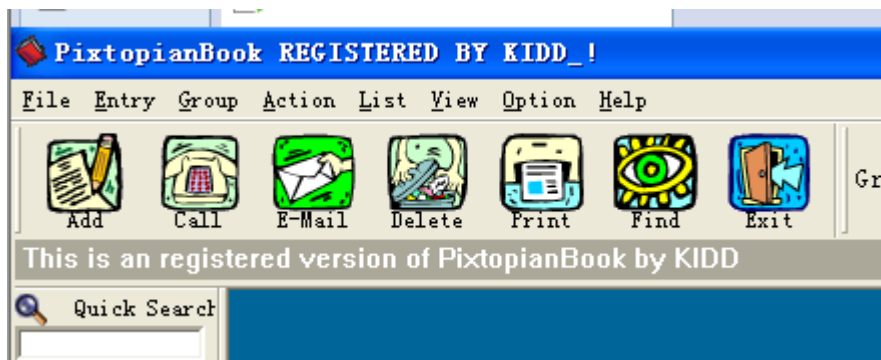 PixtopianBook REGISTERED BY KIDD_!
File Entry Group Action List View Option Help
Add Call E-Mail Delete Print Find Exit
This is an registered version of PixtopianBook by KIDD
Quick Search